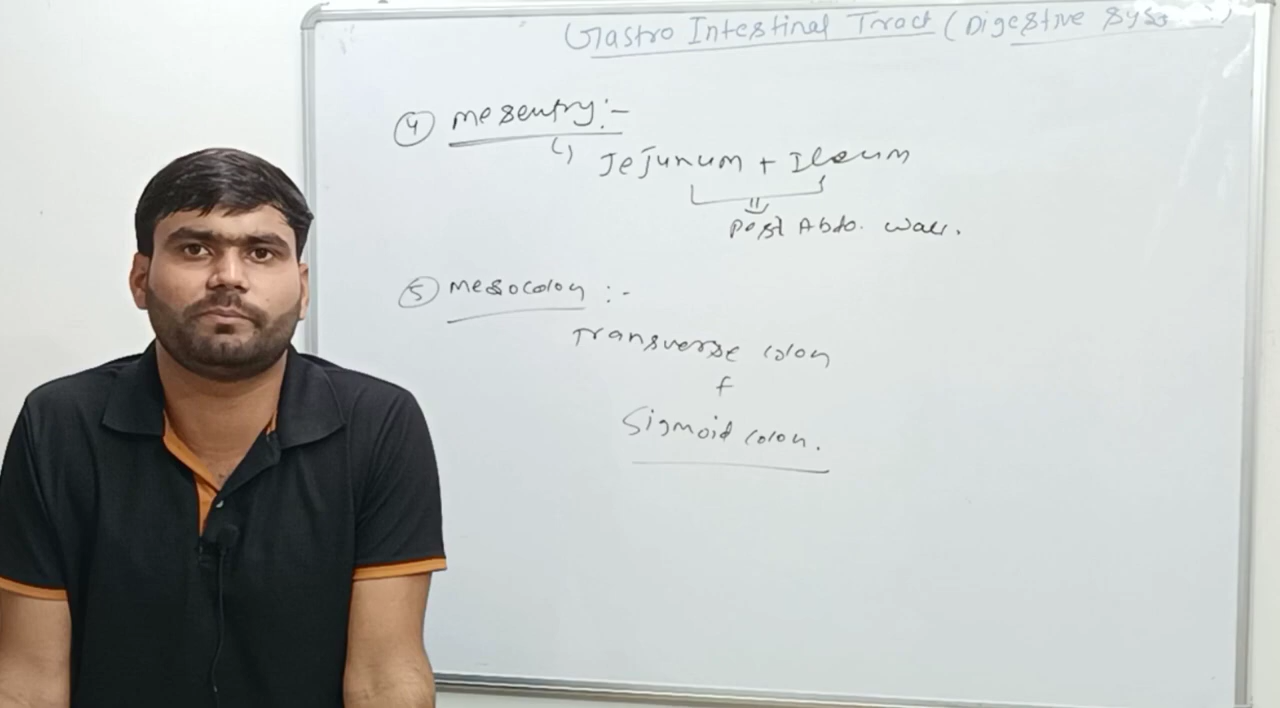 Gastro Intestinal Tract (Digestive
④ mesentry:-
Jejunum + Ileum
Post Abdo. Wall.
⑤ mesocolon :-
Transverse colon
+
Sigmoid colon.